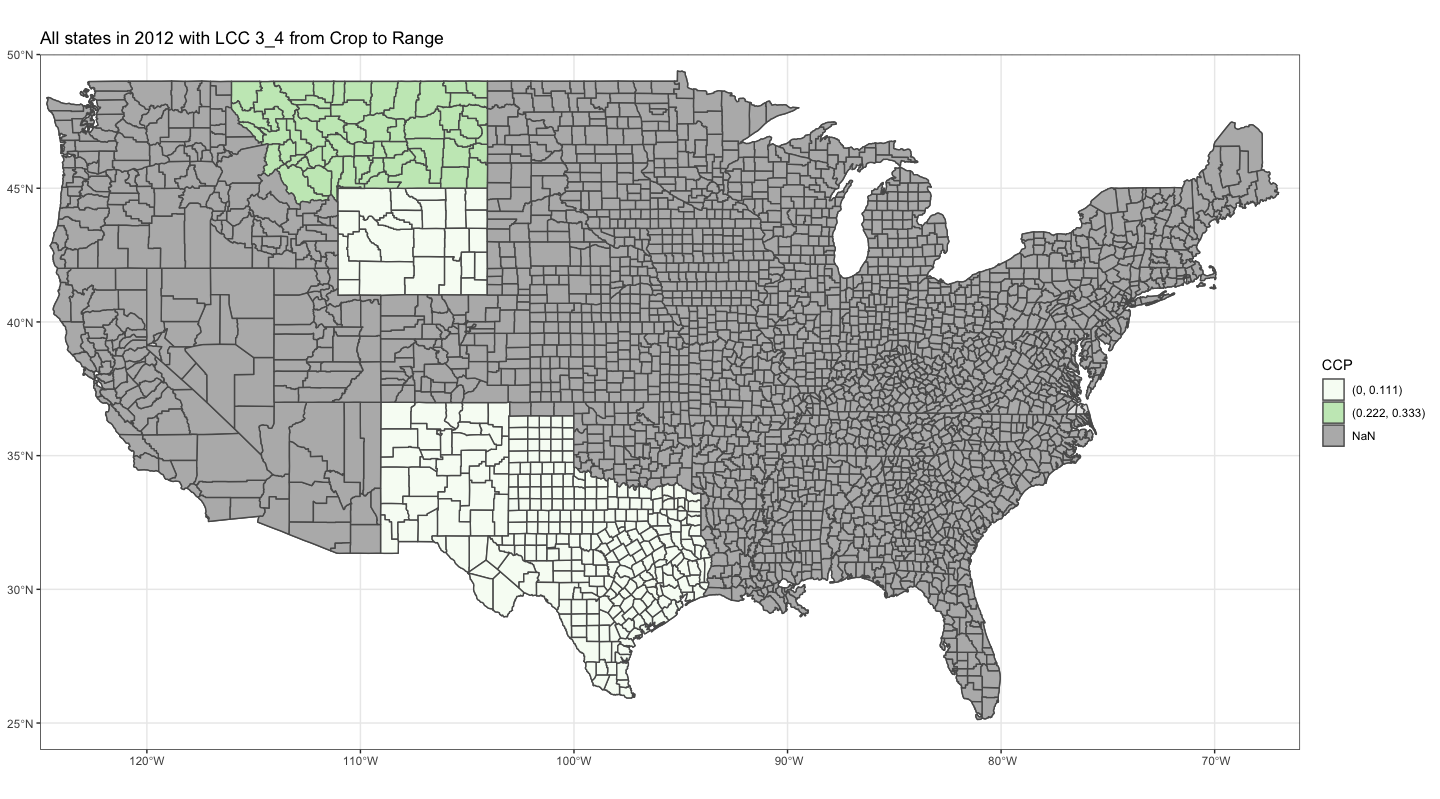 All states in 2012 with LCC 3_4 from Crop to Range
50°N
45°N
40°N
35°N
30°N
25°N
120°W
110°W
100°W
90°W
80°W
70°W
CCP
(0, 0.111)
(0.222, 0.333)
NaN